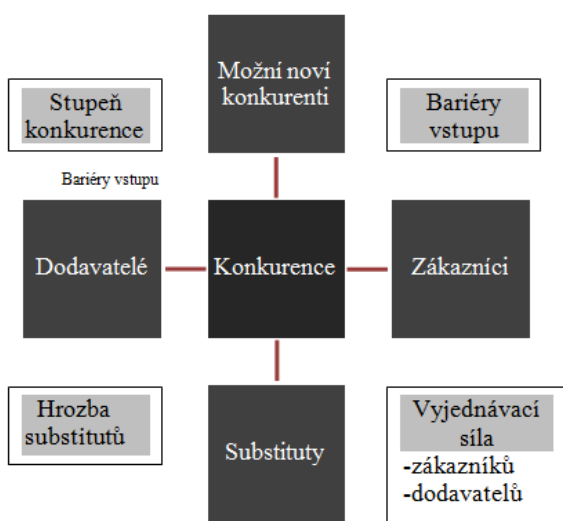 Možní noví
konkurenti
Stupeň
konkurence
Bariéry
vstupu
Bariéry vstupu
Dodavatelé
Konkurence
Zákazníci
Hrozba
substitutů
Substituty
Vyjednávací
síla
-zákazníků
-dodavatelů